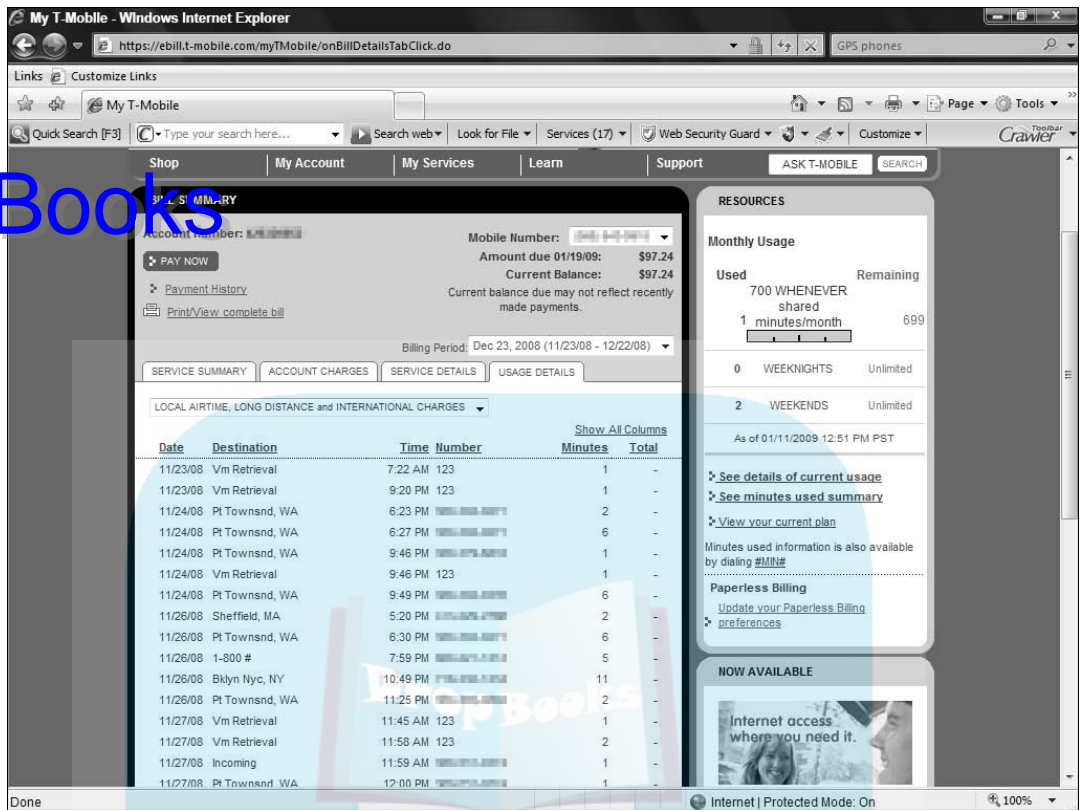 My T-Mobile - Windows Internet Explorer
https://ebill.t-mobile.com/myTMobile/onBillDetailsTabClick.do
GPS phones
Links Customize Links
My T-Mobile
Page Tools
Quick Search [F3] Type your search here... Search web Look for File Services (17) Web Security Guard Customize Crawler Toolbar
Shop My Account My Services Learn Support ASK T-MOBILE SEARCH
Books
BILL SUMMARY
Account Number:
Mobile Number:
PAY NOW
Amount due 01/19/09: $97.24
Current Balance: $97.24
Payment History
Current balance due may not reflect recently
made payments.
Print/View complete bill
Billing Period: Dec 23, 2008 (11/23/08 - 12/22/08)
SERVICE SUMMARY ACCOUNT CHARGES SERVICE DETAILS USAGE DETAILS
LOCAL AIRTIME, LONG DISTANCE and INTERNATIONAL CHARGES
Show All Columns
Date Destination Time Number Minutes Total
11/23/08 Vm Retrieval 7:22 AM 123 1 -
11/23/08 Vm Retrieval 9:20 PM 123 1 -
11/24/08 Pt Townsnd, WA 6:23 PM 2 -
11/24/08 Pt Townsnd, WA 6:27 PM 6 -
11/24/08 Pt Townsnd, WA 9:46 PM 1 -
11/24/08 Vm Retrieval 9:46 PM 123 1 -
11/24/08 Pt Townsnd, WA 9:49 PM 6 -
11/26/08 Sheffield, MA 5:20 PM 2 -
11/26/08 Pt Townsnd, WA 6:30 PM 6 -
11/26/08 1-800 # 7:59 PM 5 -
11/26/08 Bklyn Nyc, NY 10:49 PM 11 -
11/26/08 Pt Townsnd, WA 11:25 PM 2 -
11/27/08 Vm Retrieval 11:45 AM 123 1 -
11/27/08 Vm Retrieval 11:58 AM 123 2 -
11/27/08 Incoming 11:59 AM 1 -
11/27/08 Pt Townsnd, WA 12:00 PM 1 -
DropBooks
RESOURCES
Monthly Usage
Used Remaining
700 WHENEVER
shared
1 minutes/month 699
0 WEEKNIGHTS Unlimited
2 WEEKENDS Unlimited
As of 01/11/2009 12:51 PM PST
See details of current usage
See minutes used summary
View your current plan
Minutes used information is also available
by dialing #MIN#
Paperless Billing
Update your Paperless Billing
preferences
NOW AVAILABLE
Internet access
where you need it.
Done Internet | Protected Mode: On 100%